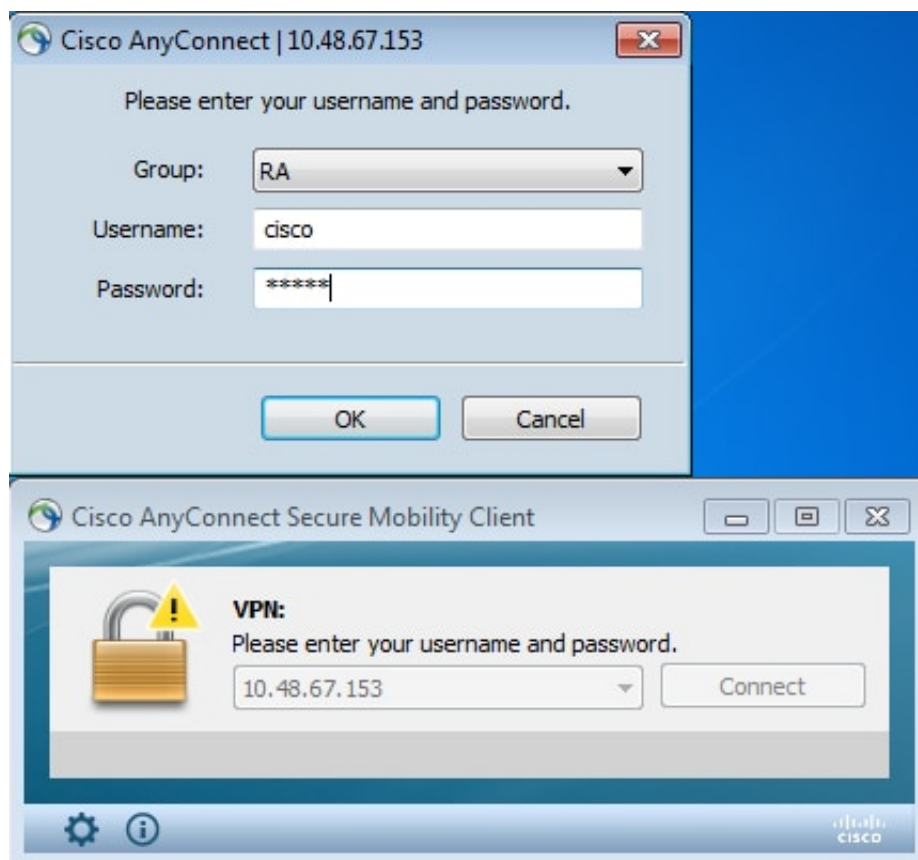 Cisco AnyConnect | 10.48.67.153
Please enter your username and password.
Group: RA
Username: cisco
Password: *****
OK Cancel
Cisco AnyConnect Secure Mobility Client
VPN:
Please enter your username and password.
10.48.67.153 Connect
CISCO